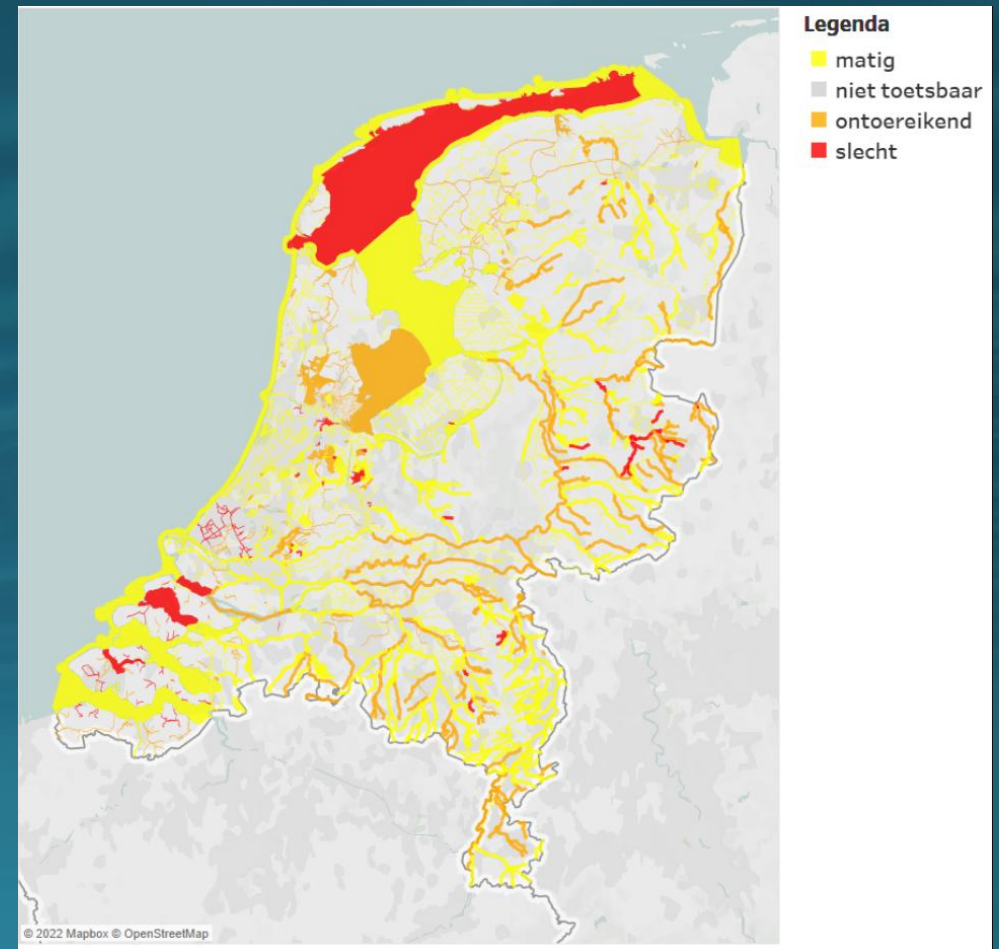 Legenda
matig
niet toetsbaar
ontoereikend
slecht
© 2022 Mapbox © OpenStreetMap